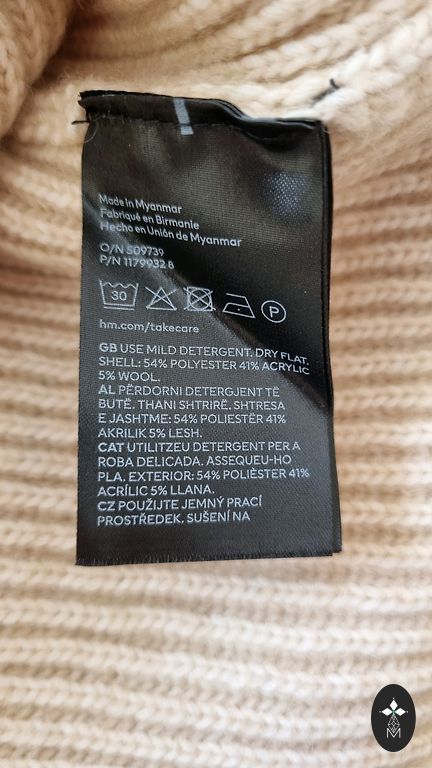 Made in Myanmar
Fabriqué en Birmanie
Hecho en Unión de Myanmar
O/N 509739
P/N 1179932 8
30
P
hm.com/takecare
GB USE MILD DETERGENT. DRY FLAT.
SHELL: 54% POLYESTER 41% ACRYLIC
5% WOOL.
AL PËRDORNI DETERGJENT TË
BUTË. THANI SHTRIRË. SHTRESA
E JASHTME: 54% POLIESTËR 41%
AKRILIK 5% LESH.
CAT UTILITZEU DETERGENT PER A
ROBA DELICADA. ASSEQUEU-HO
PLA. EXTERIOR: 54% POLIÈSTER 41%
ACRÍLIC 5% LLANA.
CZ POUŽIJTE JEMNÝ PRACÍ
PROSTŘEDEK. SUŠENÍ NA
M